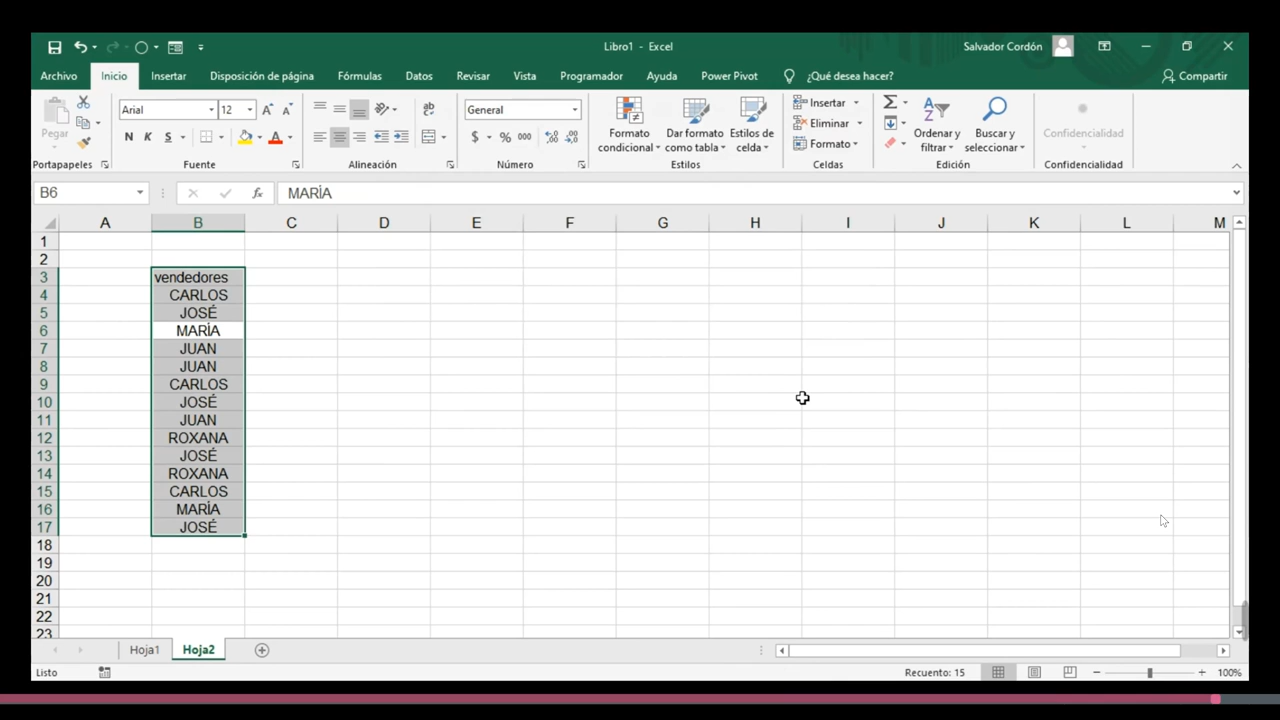 Libro1 - Excel
Salvador Cordón
Archivo Inicio Insertar Disposición de página Fórmulas Datos Revisar Vista Programador Ayuda Power Pivot ¿Qué desea hacer? Compartir
Pegar
Arial 12
N K S
General
$ % 000
Formato condicional
Dar formato como tabla
Estilos de celda
Insertar
Eliminar
Formato
Ordenar y filtrar
Buscar y seleccionar
Confidencialidad
Portapapeles Fuente Alineación Número Estilos Celdas Edición Confidencialidad
B6 fx MARÍA
A B C D E F G H I J K L M
1
2
3 vendedores
4 CARLOS
5 JOSÉ
6 MARÍA
7 JUAN
8 JUAN
9 CARLOS
10 JOSÉ
11 JUAN
12 ROXANA
13 JOSÉ
14 ROXANA
15 CARLOS
16 MARÍA
17 JOSÉ
18
19
20
21
22
23
Hoja1 Hoja2
Listo Recuento: 15 100%